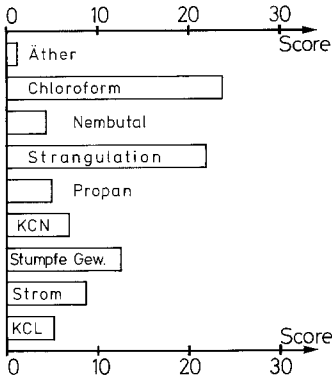 0 10 20 30
Score
Äther
Chloroform
Nembutal
Strangulation
Propan
KCN
Stumpfe Gew.
Strom
KCL
Score
0 10 20 30